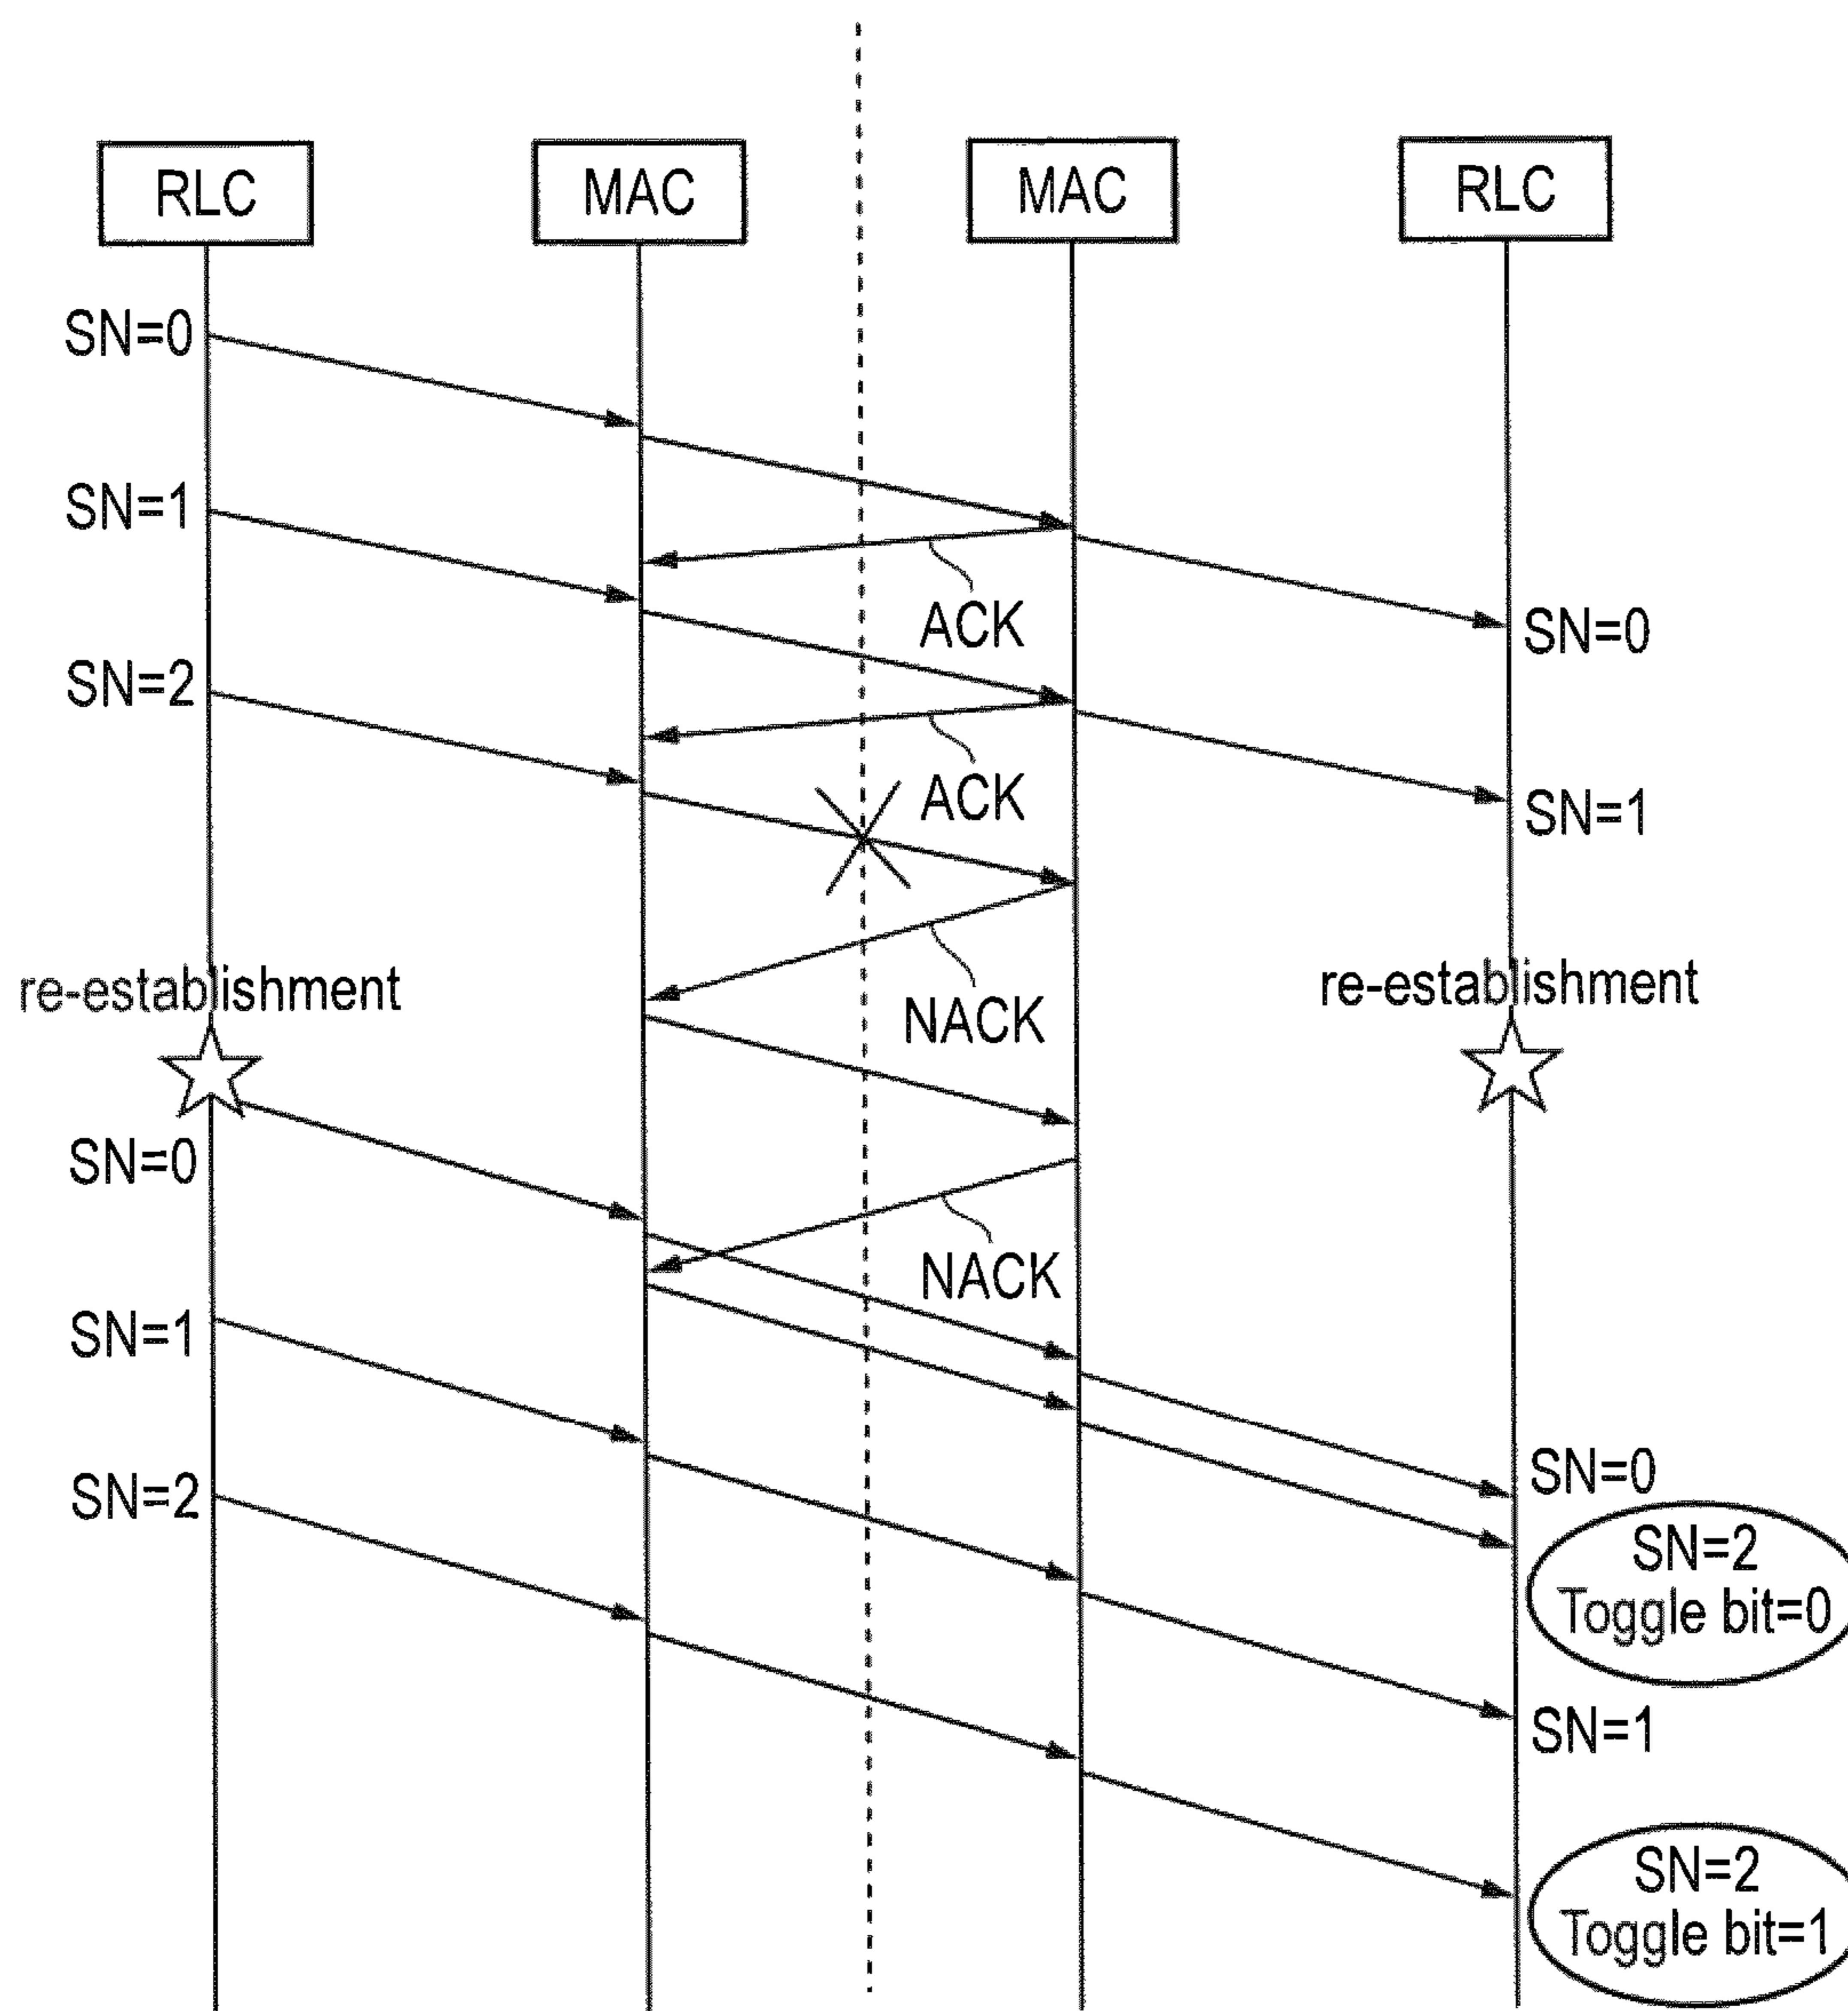 RLC
MAC
MAC
RLC
SN=0
SN=1
ACK
SN=0
SN=2
ACK
SN=1
re-establishment
re-establishment
NACK
SN=0
NACK
SN=1
SN=0
SN=2
SN=2
Toggle bit=0
SN=1
SN=2
Toggle bit=1